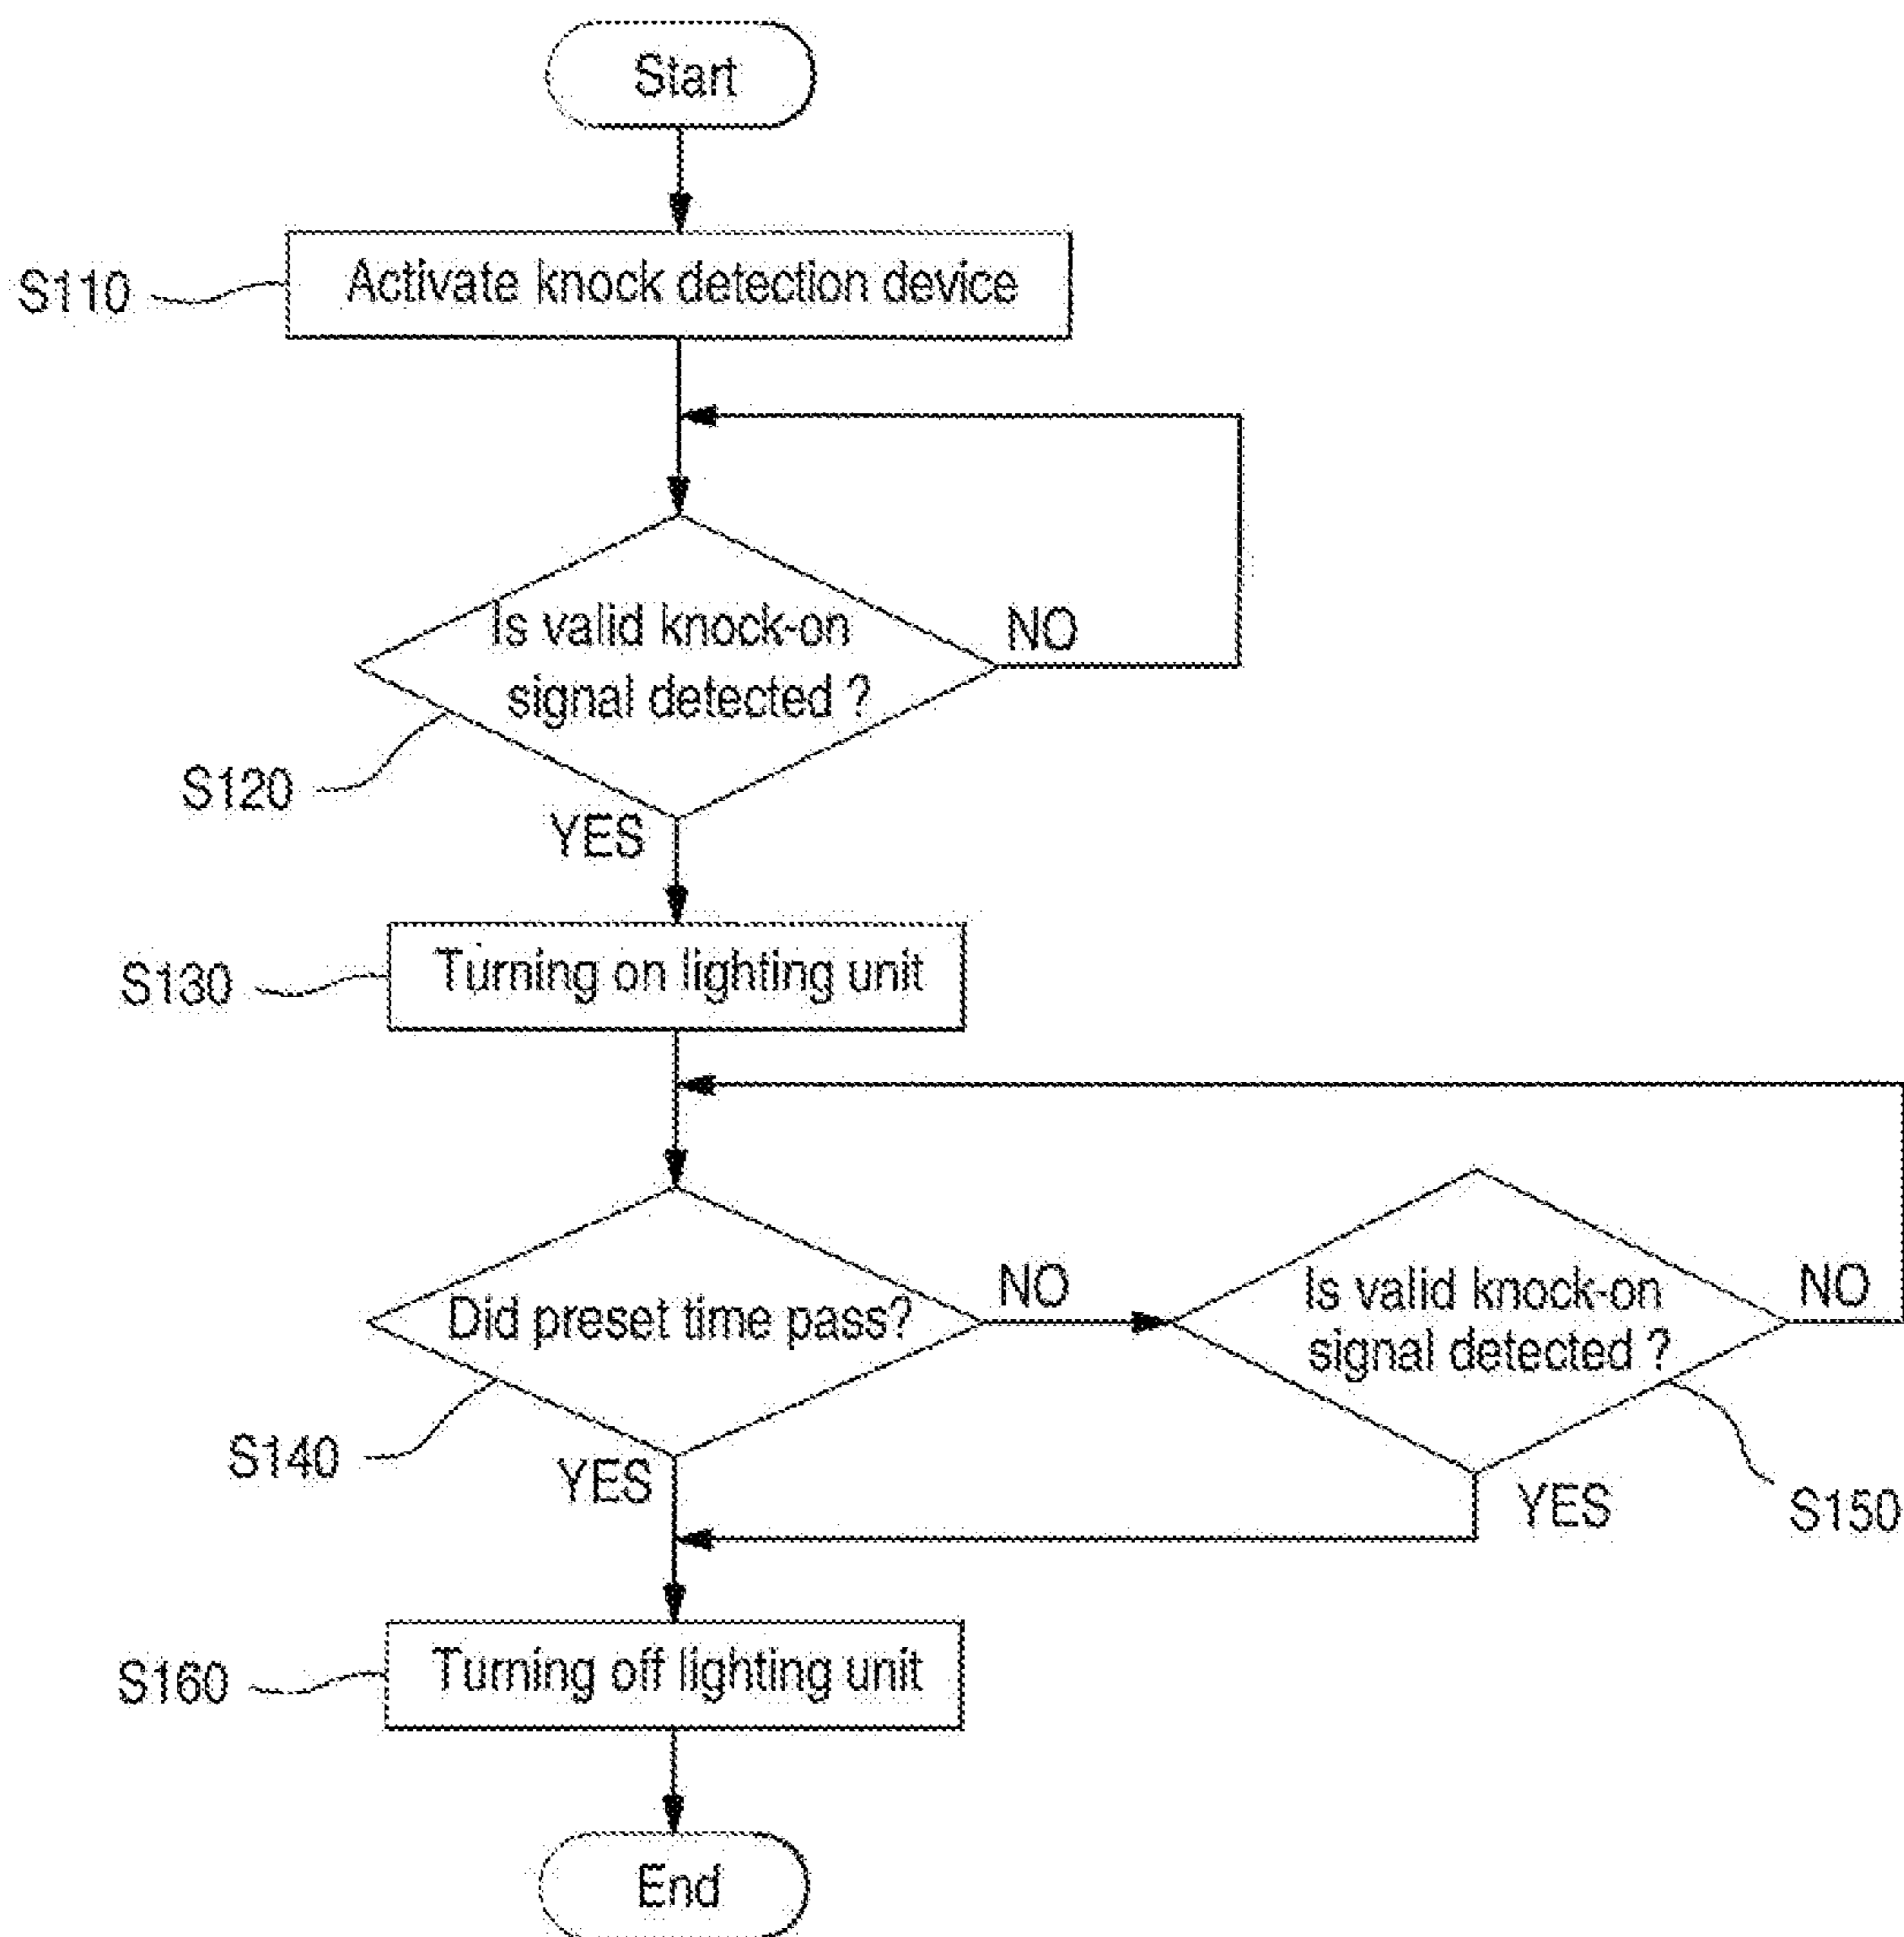 Start
S110
Activate knock detection device
Is valid knock-on
signal detected ?
NO
S120
YES
S130
Turning on lighting unit
Did preset time pass?
NO
Is valid knock-on
signal detected ?
NO
S140
YES
YES
S150
S160
Turning off lighting unit
End